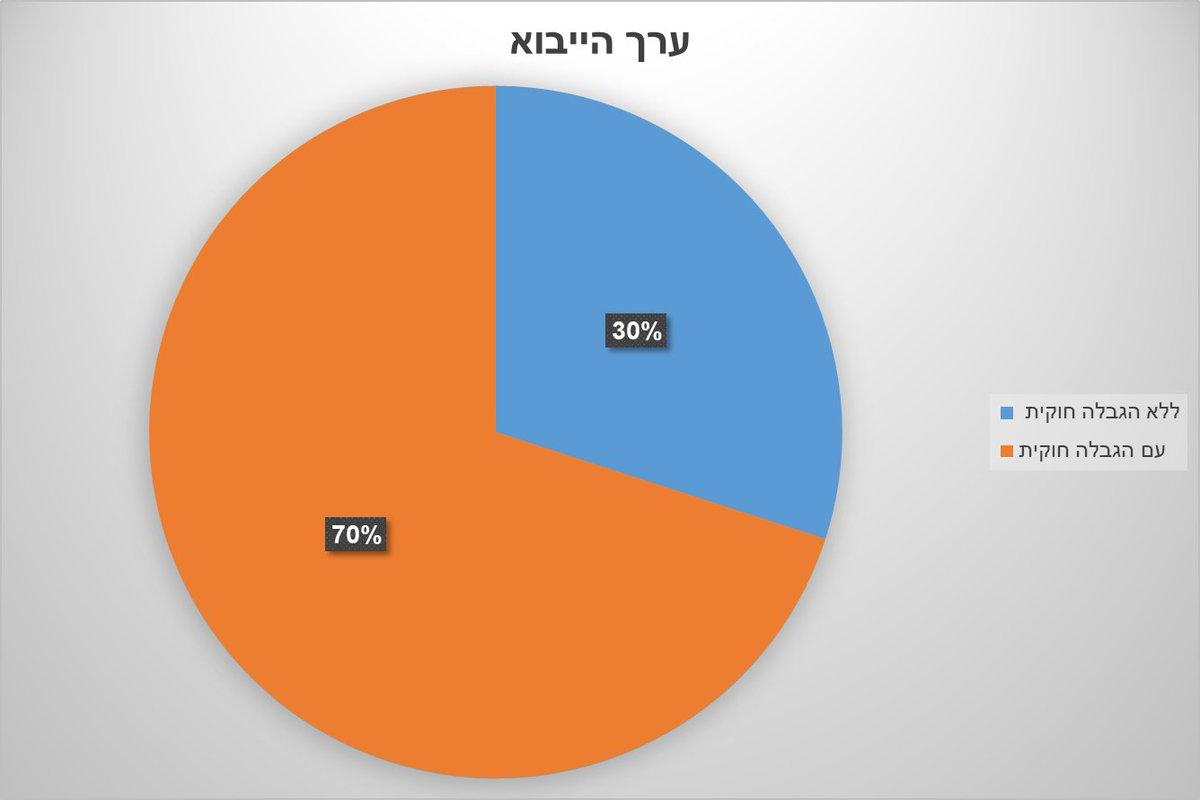 ערך הייבוא
30%
70%
ללא הגבלה חוקית
עם הגבלה חוקית